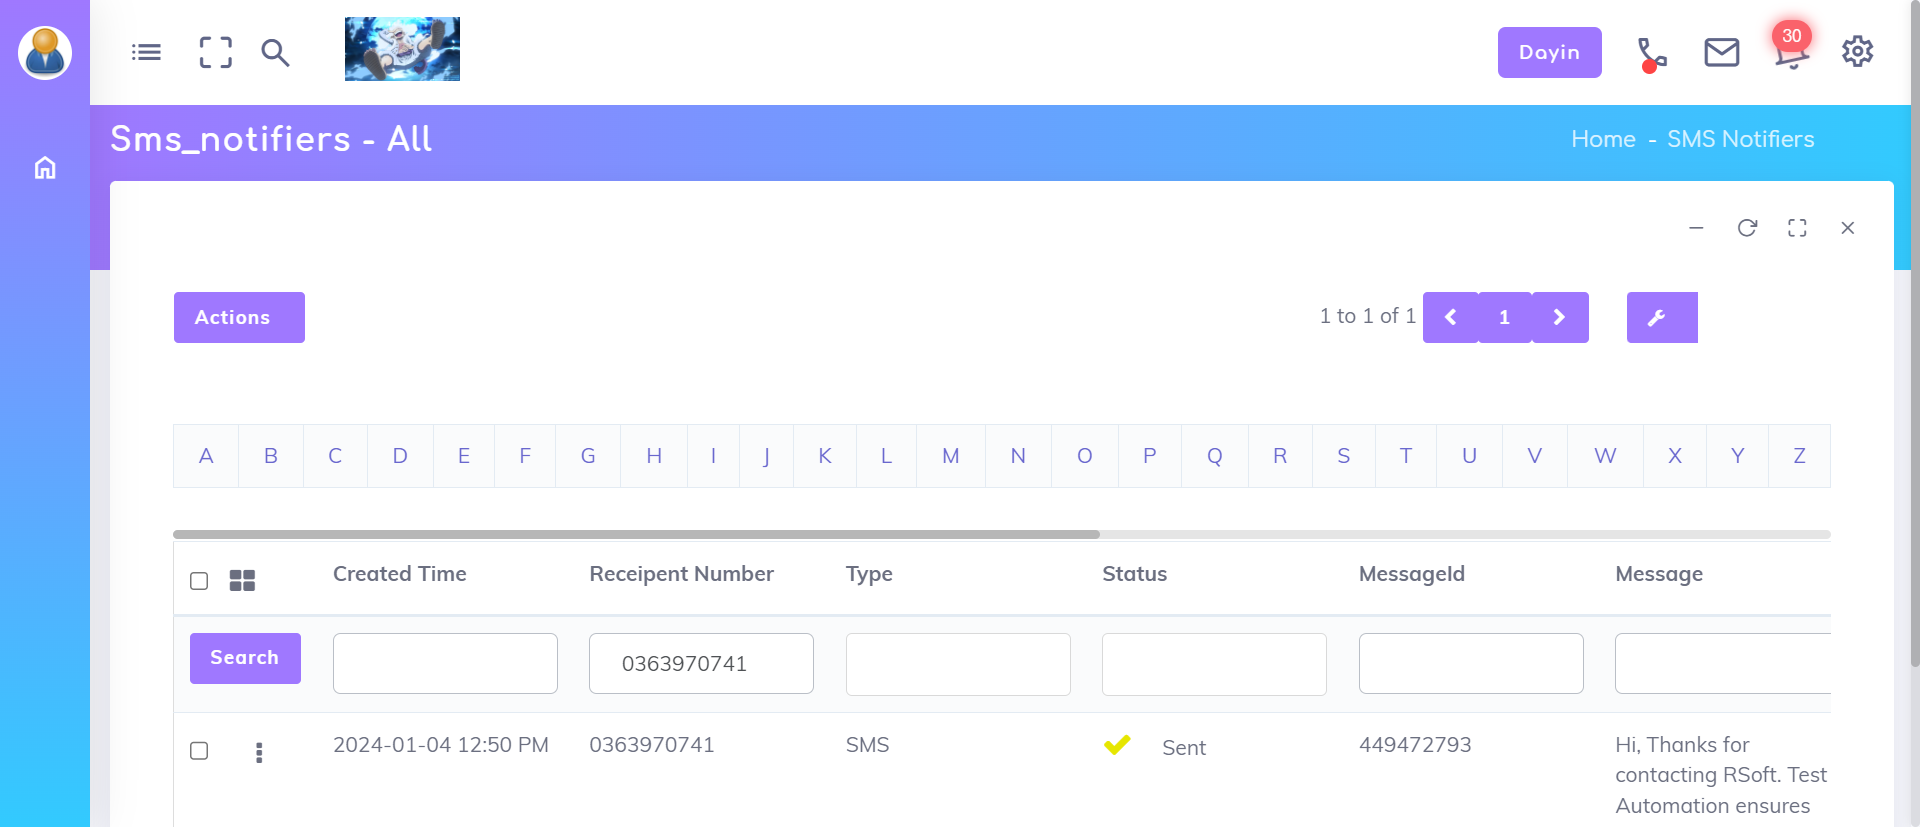 Dayin
30
Sms_notifiers - All
Home - SMS Notifiers
Actions
1 to 1 of 1
1
A B C D E F G H I J K L M N O P Q R S T U V W X Y Z
Created Time Receipent Number Type Status MessageId Message
Search
0363970741
2024-01-04 12:50 PM 0363970741 SMS Sent 449472793 Hi, Thanks for
contacting RSoft. Test
Automation ensures